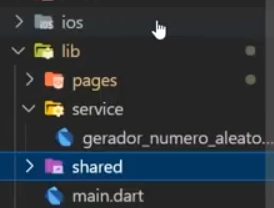 ios
lib
pages
service
gerador_numero_aleato...
shared
main.dart